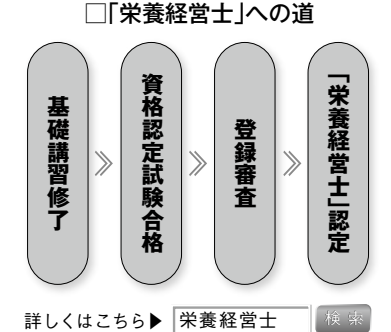 □「栄養経営士」への道
基礎講習修了
資格認定試験合格
登録審査
「栄養経営士」認定
詳しくはこちら▶ 栄養経営士 検索